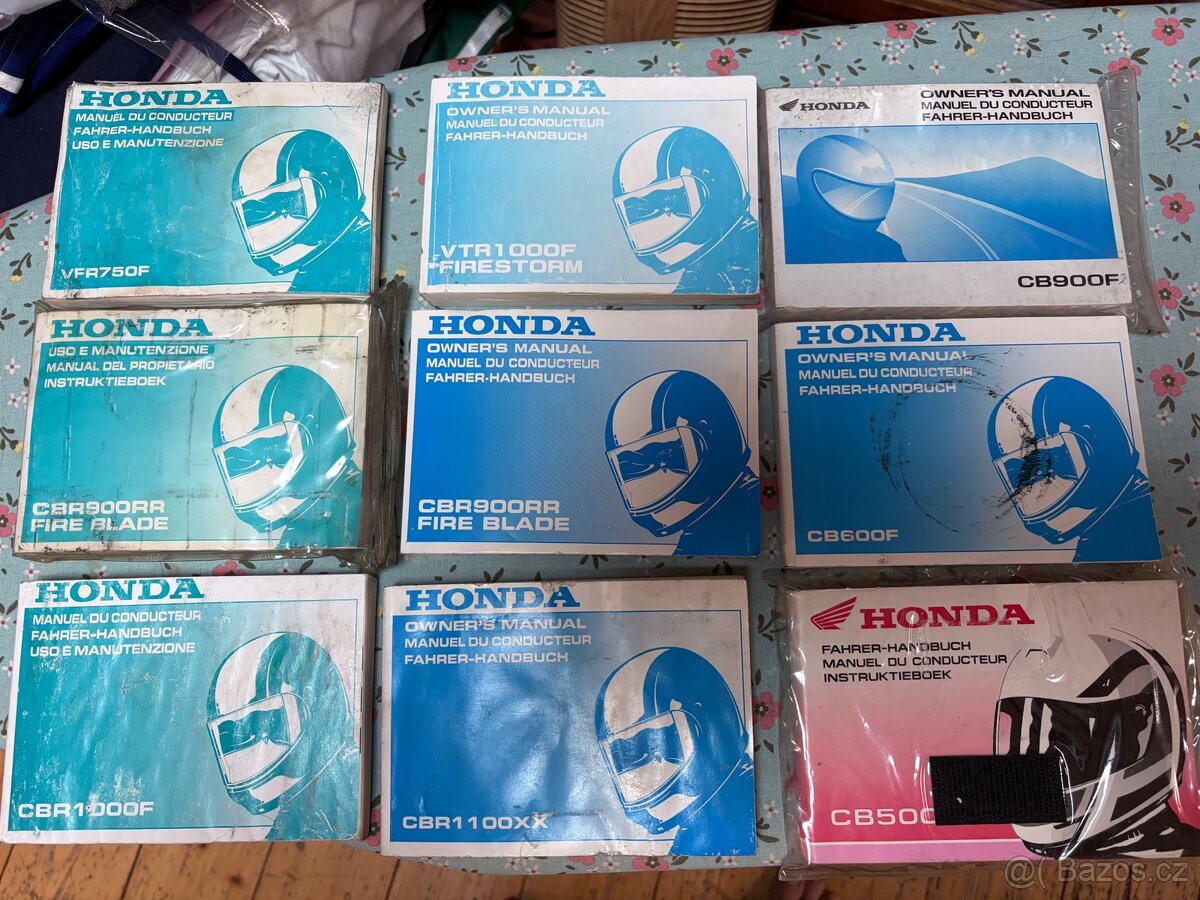 HONDA
MANUEL DU CONDUCTEUR
FAHRER-HANDBUCH
USO E MANUTENZIONE
VFR750F
HONDA
OWNER'S MANUAL
MANUEL DU CONDUCTEUR
FAHRER-HANDBUCH
VTR1000F
FIRESTORM
HONDA
OWNER'S MANUAL
MANUEL DU CONDUCTEUR
FAHRER-HANDBUCH
CB900F2
HONDA
USO E MANUTENZIONE
MANUAL DEL PROPIETARIO
INSTRUKTIEBOEK
CBR900RR
FIRE BLADE
HONDA
OWNER'S MANUAL
MANUEL DU CONDUCTEUR
FAHRER-HANDBUCH
CBR900RR
FIRE BLADE
HONDA
OWNER'S MANUAL
MANUEL DU CONDUCTEUR
FAHRER-HANDBUCH
CB600F
HONDA
MANUEL DU CONDUCTEUR
FAHRER-HANDBUCH
USO E MANUTENZIONE
CBR1000F
HONDA
OWNER'S MANUAL
MANUEL DU CONDUCTEUR
FAHRER-HANDBUCH
CBR1100XX
HONDA
FAHRER-HANDBUCH
MANUEL DU CONDUCTEUR
INSTRUKTIEBOEK
CB500
@( Bazos.cz